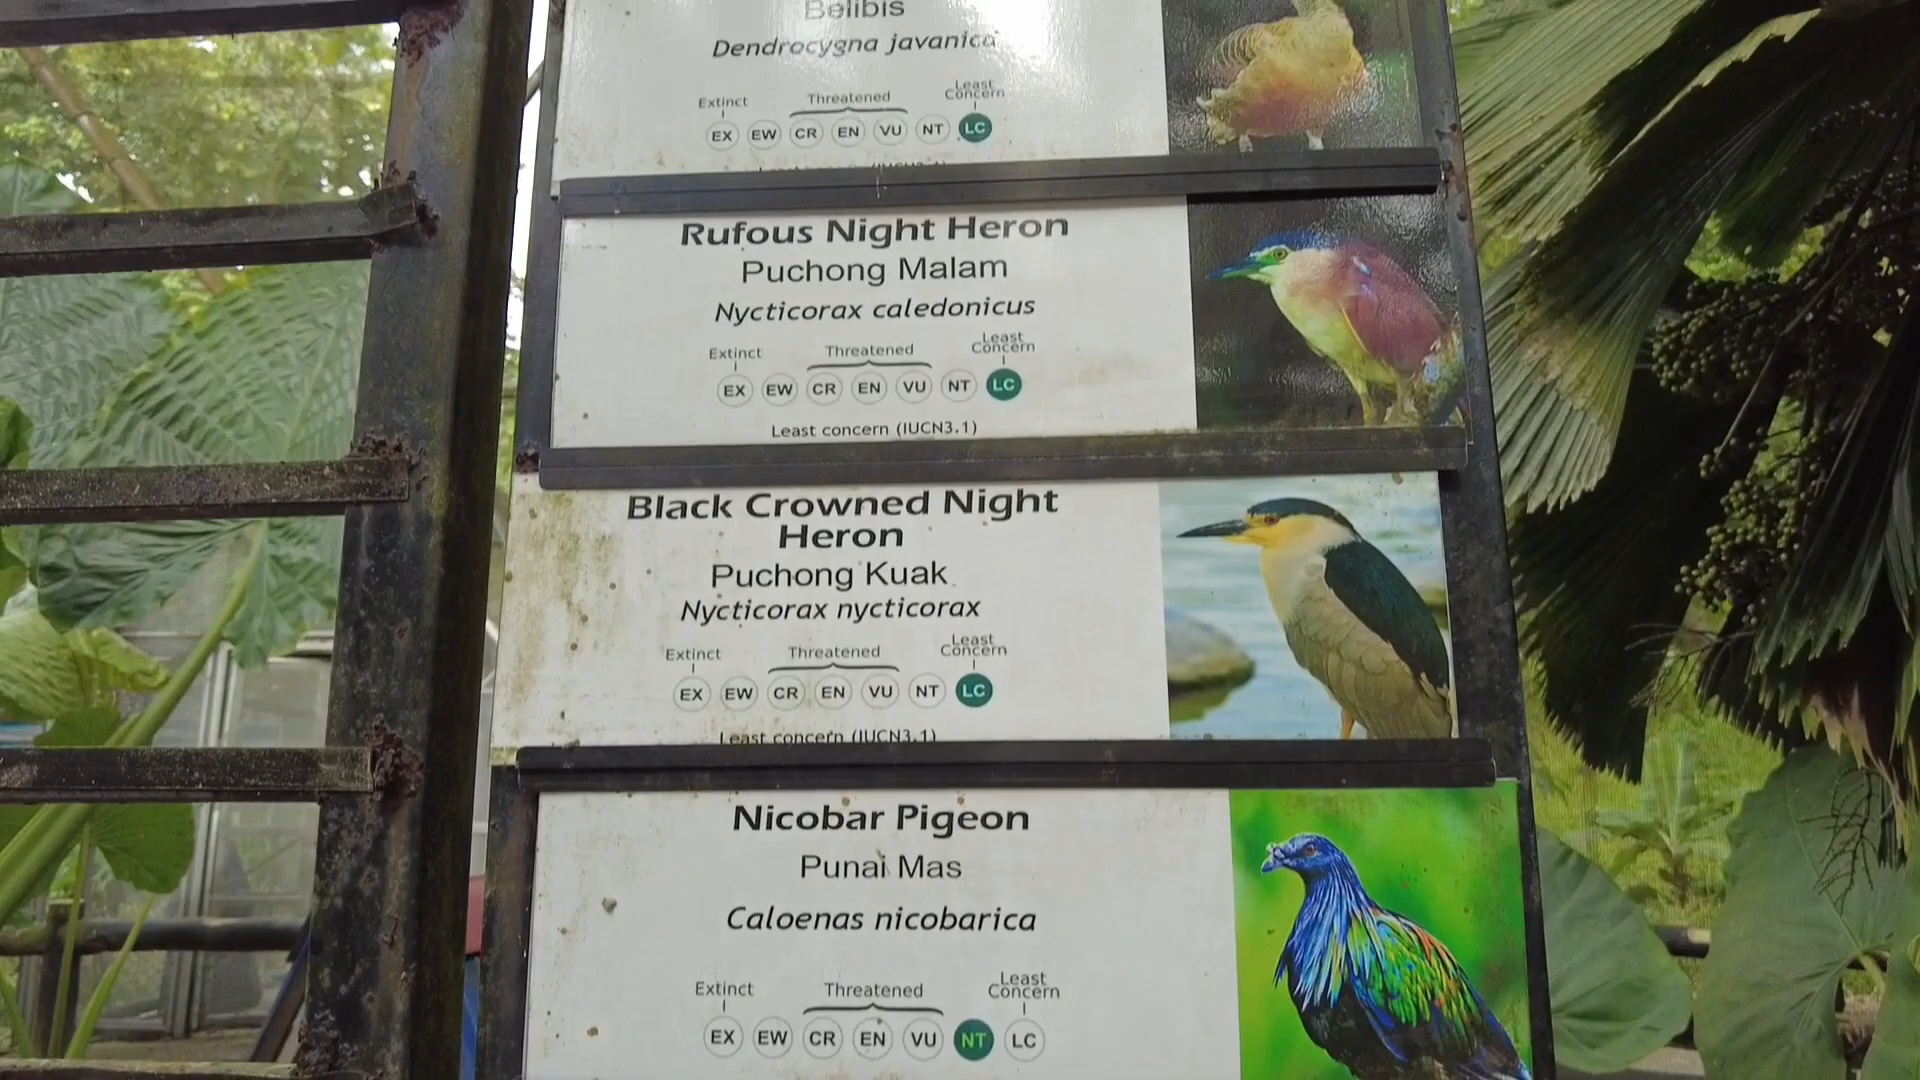 Belibis
Dendrocygna javanica
Extinct
Threatened
Least
Concern
EX EW CR EN VU NT LC
Rufous Night Heron
Puchong Malam
Nycticorax caledonicus
Extinct
Threatened
Least
Concern
EX EW CR EN VU NT LC
Least concern (IUCN3.1)
Black Crowned Night
Heron
Puchong Kuak
Nycticorax nycticorax
Extinct
Threatened
Least
Concern
EX EW CR EN VU NT LC
Least concern (IUCN3.1)
Nicobar Pigeon
Punai Mas
Caloenas nicobarica
Extinct
Threatened
Least
Concern
EX EW CR EN VU NT LC